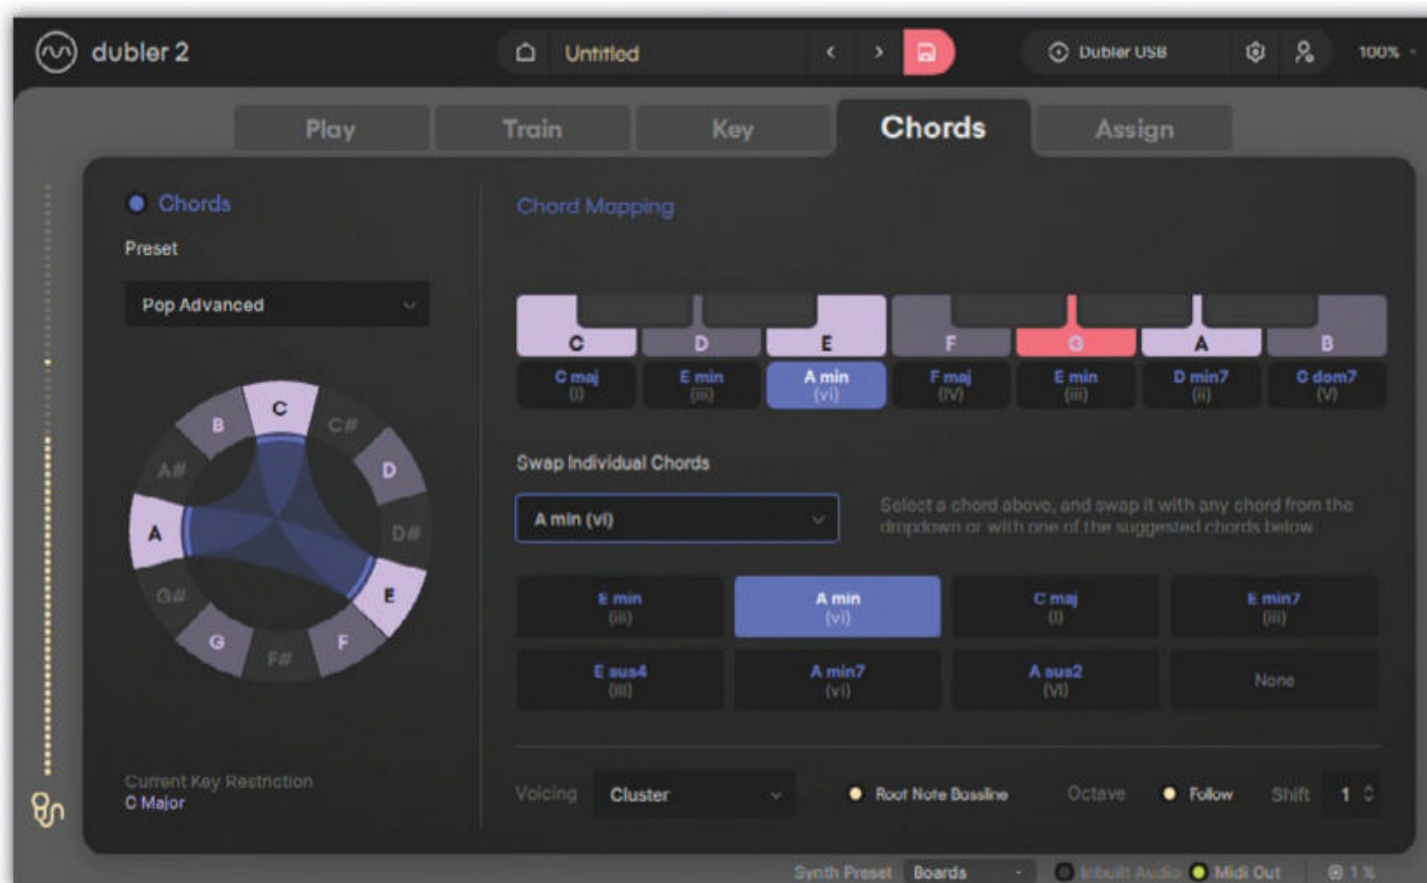 dubler 2
Untitled
Dubler USB
100%
Play
Train
Key
Chords
Assign
Chords
Preset
Pop Advanced
C
C#
D
D#
E
F
F#
G
G#
A
A#
B
Current Key Restriction
C Major
Chord Mapping
C D E F G A B
C maj E min A min F maj E min D min7 G dom7
(I) (iii) (vi) (IV) (iii) (ii) (V)
Swap Individual Chords
A min (vi)
Select a chord above, and swap it with any chord from the
dropdown or with one of the suggested chords below.
E min A min C maj E min7
(iii) (vi) (I) (iii)
E sus4 A min7 A sus2 None
(III) (vi) (VI)
Voicing Cluster Root Note Bassline Octave Follow Shift 1
Synth Preset Boards Inbuilt Audio Midi Out 1%